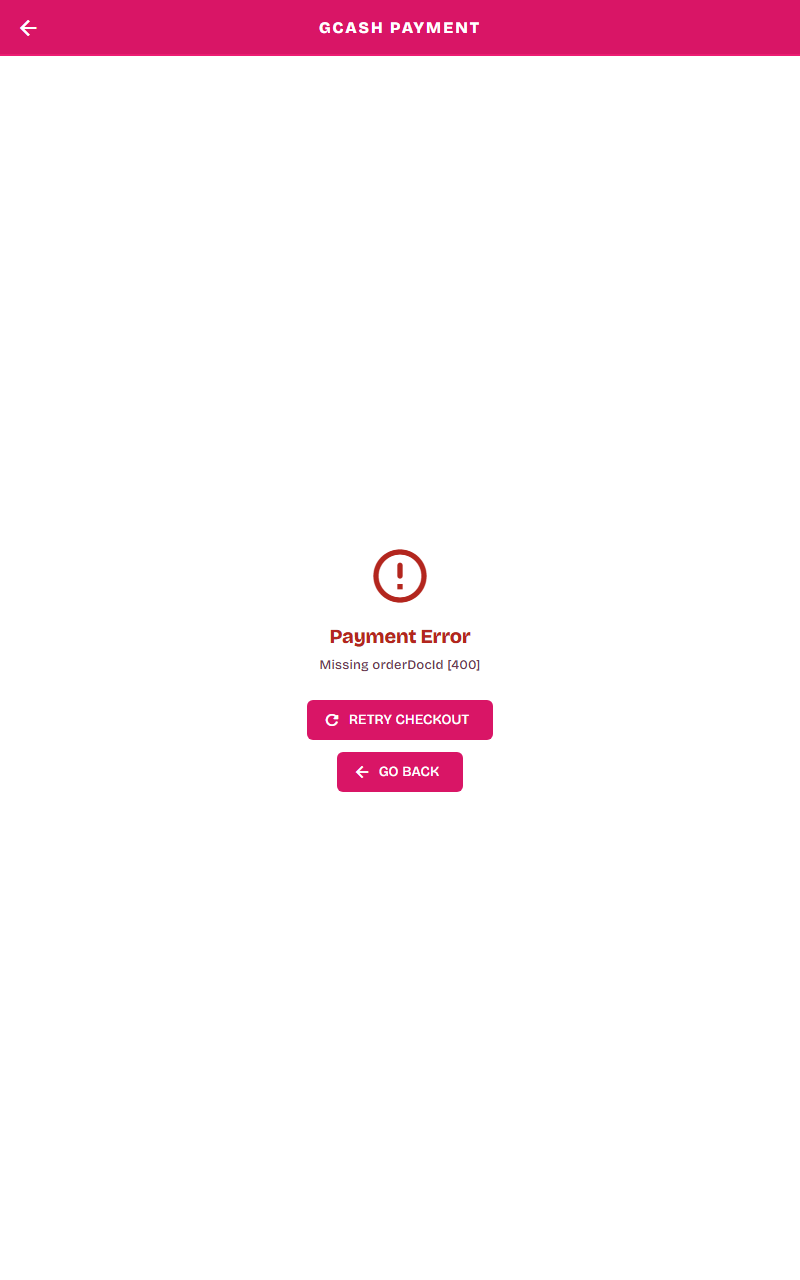 GCASH PAYMENT
Payment Error
Missing orderDocId [400]
RETRY CHECKOUT
GO BACK